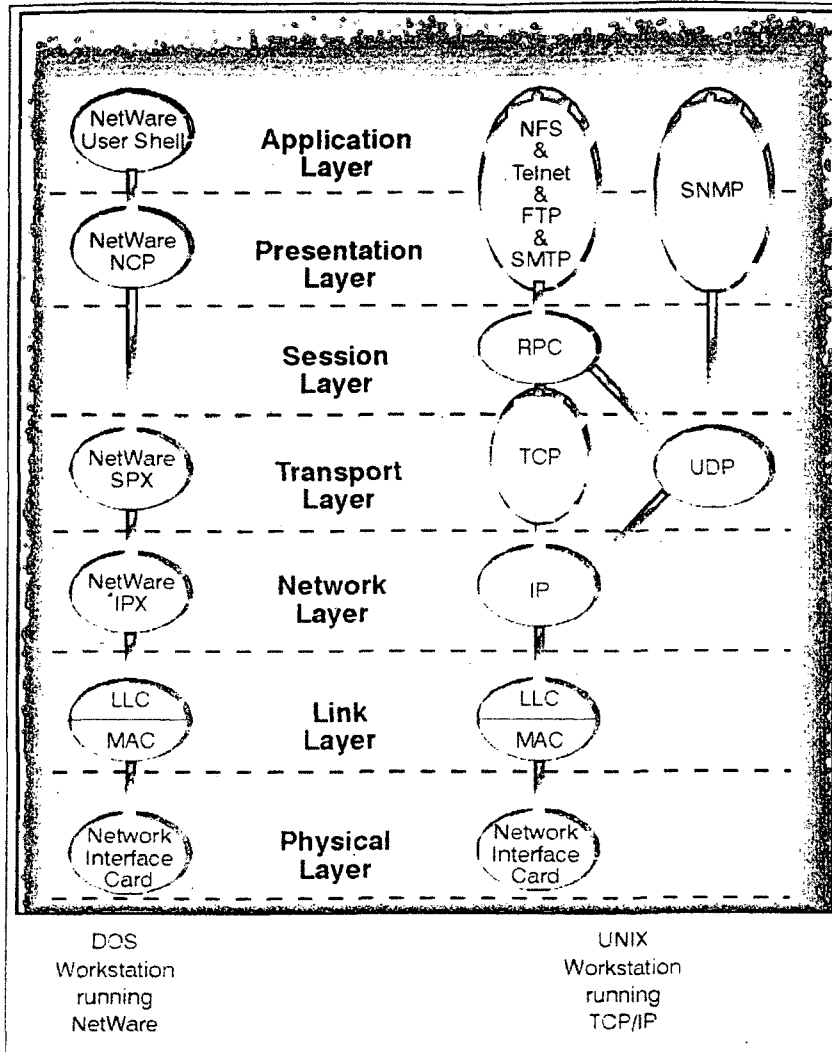 NetWare
User Shell
Application
Layer
NFS
&
Telnet
&
FTP
&
SMTP
SNMP
NetWare
NCP
Presentation
Layer
Session
Layer
RPC
NetWare
SPX
Transport
Layer
TCP
UDP
NetWare
IPX
Network
Layer
IP
LLC
MAC
Link
Layer
LLC
MAC
Network
Interface
Card
Physical
Layer
Network
Interface
Card
DOS
Workstation
running
NetWare
UNIX
Workstation
running
TCP/IP